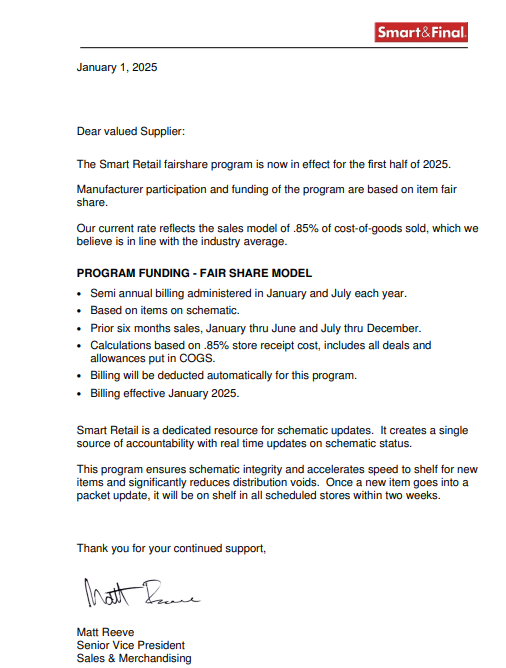 Smart&Final.
January 1, 2025
Dear valued Supplier:
The Smart Retail fairshare program is now in effect for the first half of 2025.
Manufacturer participation and funding of the program are based on item fair
share.
Our current rate reflects the sales model of .85% of cost-of-goods sold, which we
believe is in line with the industry average.
PROGRAM FUNDING - FAIR SHARE MODEL
• Semi annual billing administered in January and July each year.
• Based on items on schematic.
• Prior six months sales, January thru June and July thru December.
• Calculations based on .85% store receipt cost, includes all deals and
allowances put in COGS.
• Billing will be deducted automatically for this program.
• Billing effective January 2025.
Smart Retail is a dedicated resource for schematic updates.  It creates a single
source of accountability with real time updates on schematic status.
This program ensures schematic integrity and accelerates speed to shelf for new
items and significantly reduces distribution voids.  Once a new item goes into a
packet update, it will be on shelf in all scheduled stores within two weeks.
Thank you for your continued support,
Matt Reeve
Matt Reeve
Senior Vice President
Sales & Merchandising